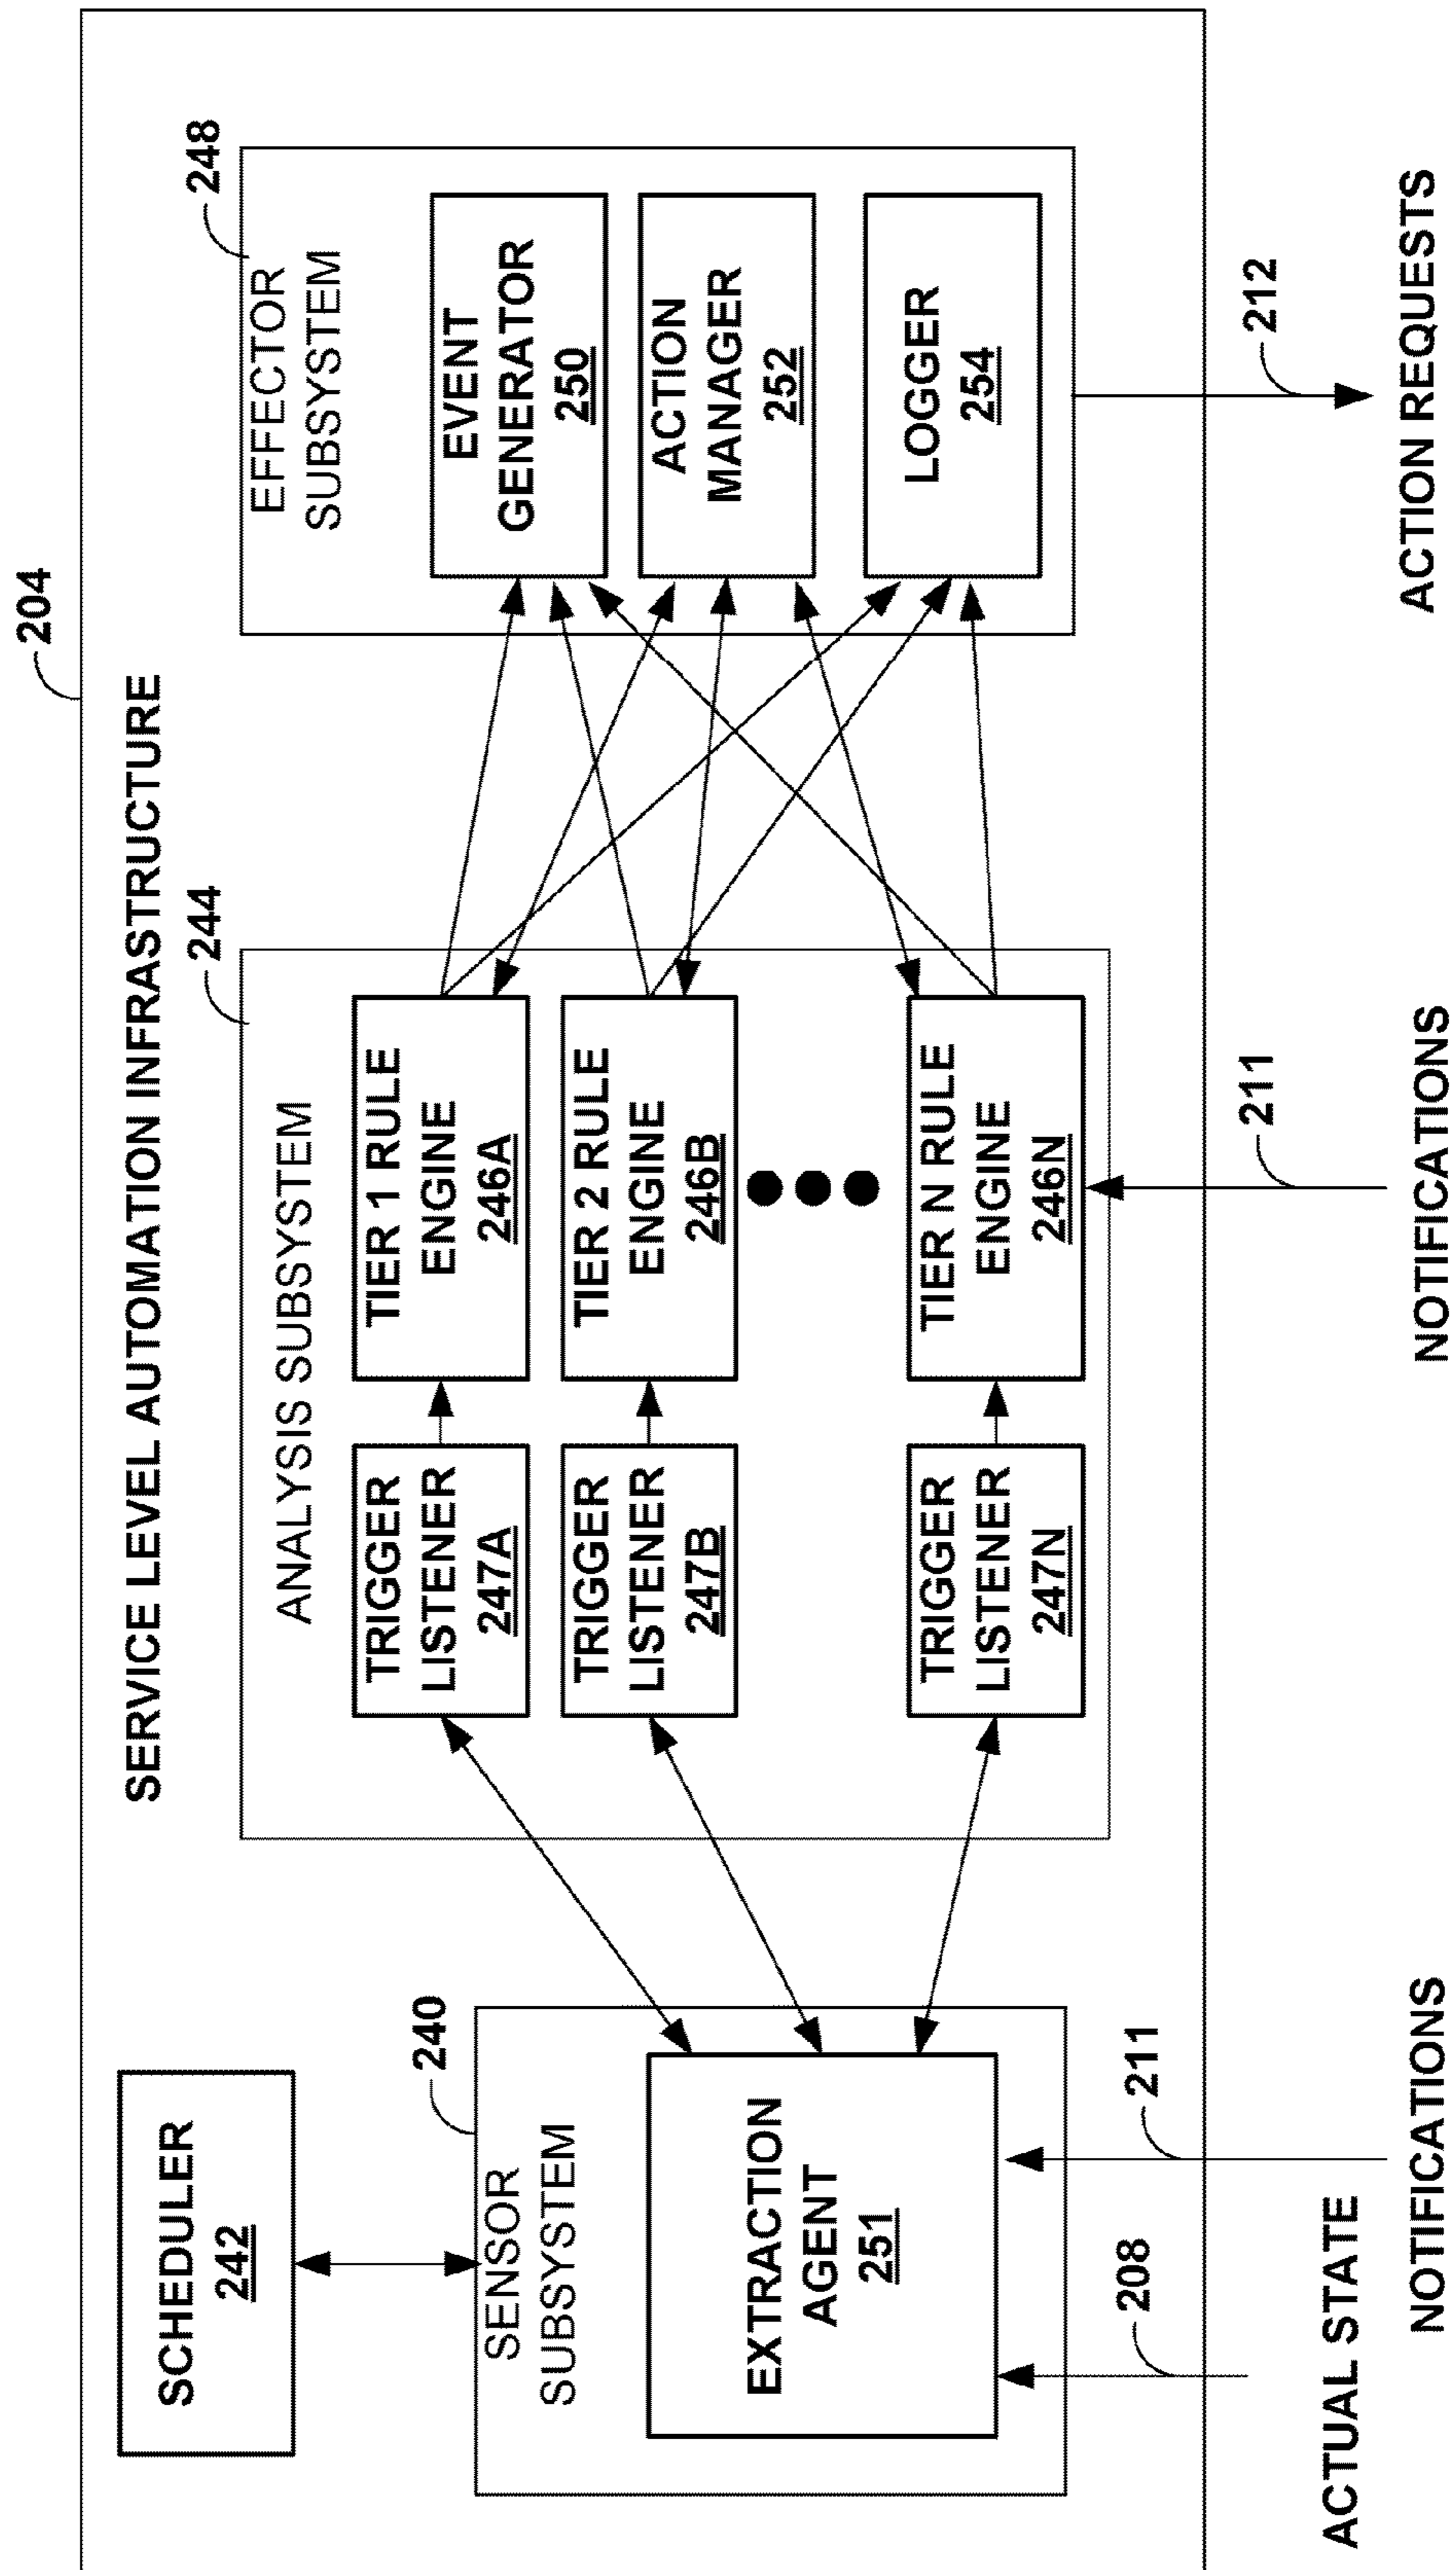 204
SERVICE LEVEL AUTOMATION INFRASTRUCTURE
SCHEDULER
242
240
SENSOR
SUBSYSTEM
EXTRACTION
AGENT
251
244
ANALYSIS SUBSYSTEM
TRIGGER
LISTENER
247A
TIER 1 RULE
ENGINE
246A
TRIGGER
LISTENER
247B
TIER 2 RULE
ENGINE
246B
TRIGGER
LISTENER
247N
TIER N RULE
ENGINE
246N
248
EFFECTOR
SUBSYSTEM
EVENT
GENERATOR
250
ACTION
MANAGER
252
LOGGER
254
208
211
211
212
ACTUAL STATE
NOTIFICATIONS
NOTIFICATIONS
ACTION REQUESTS